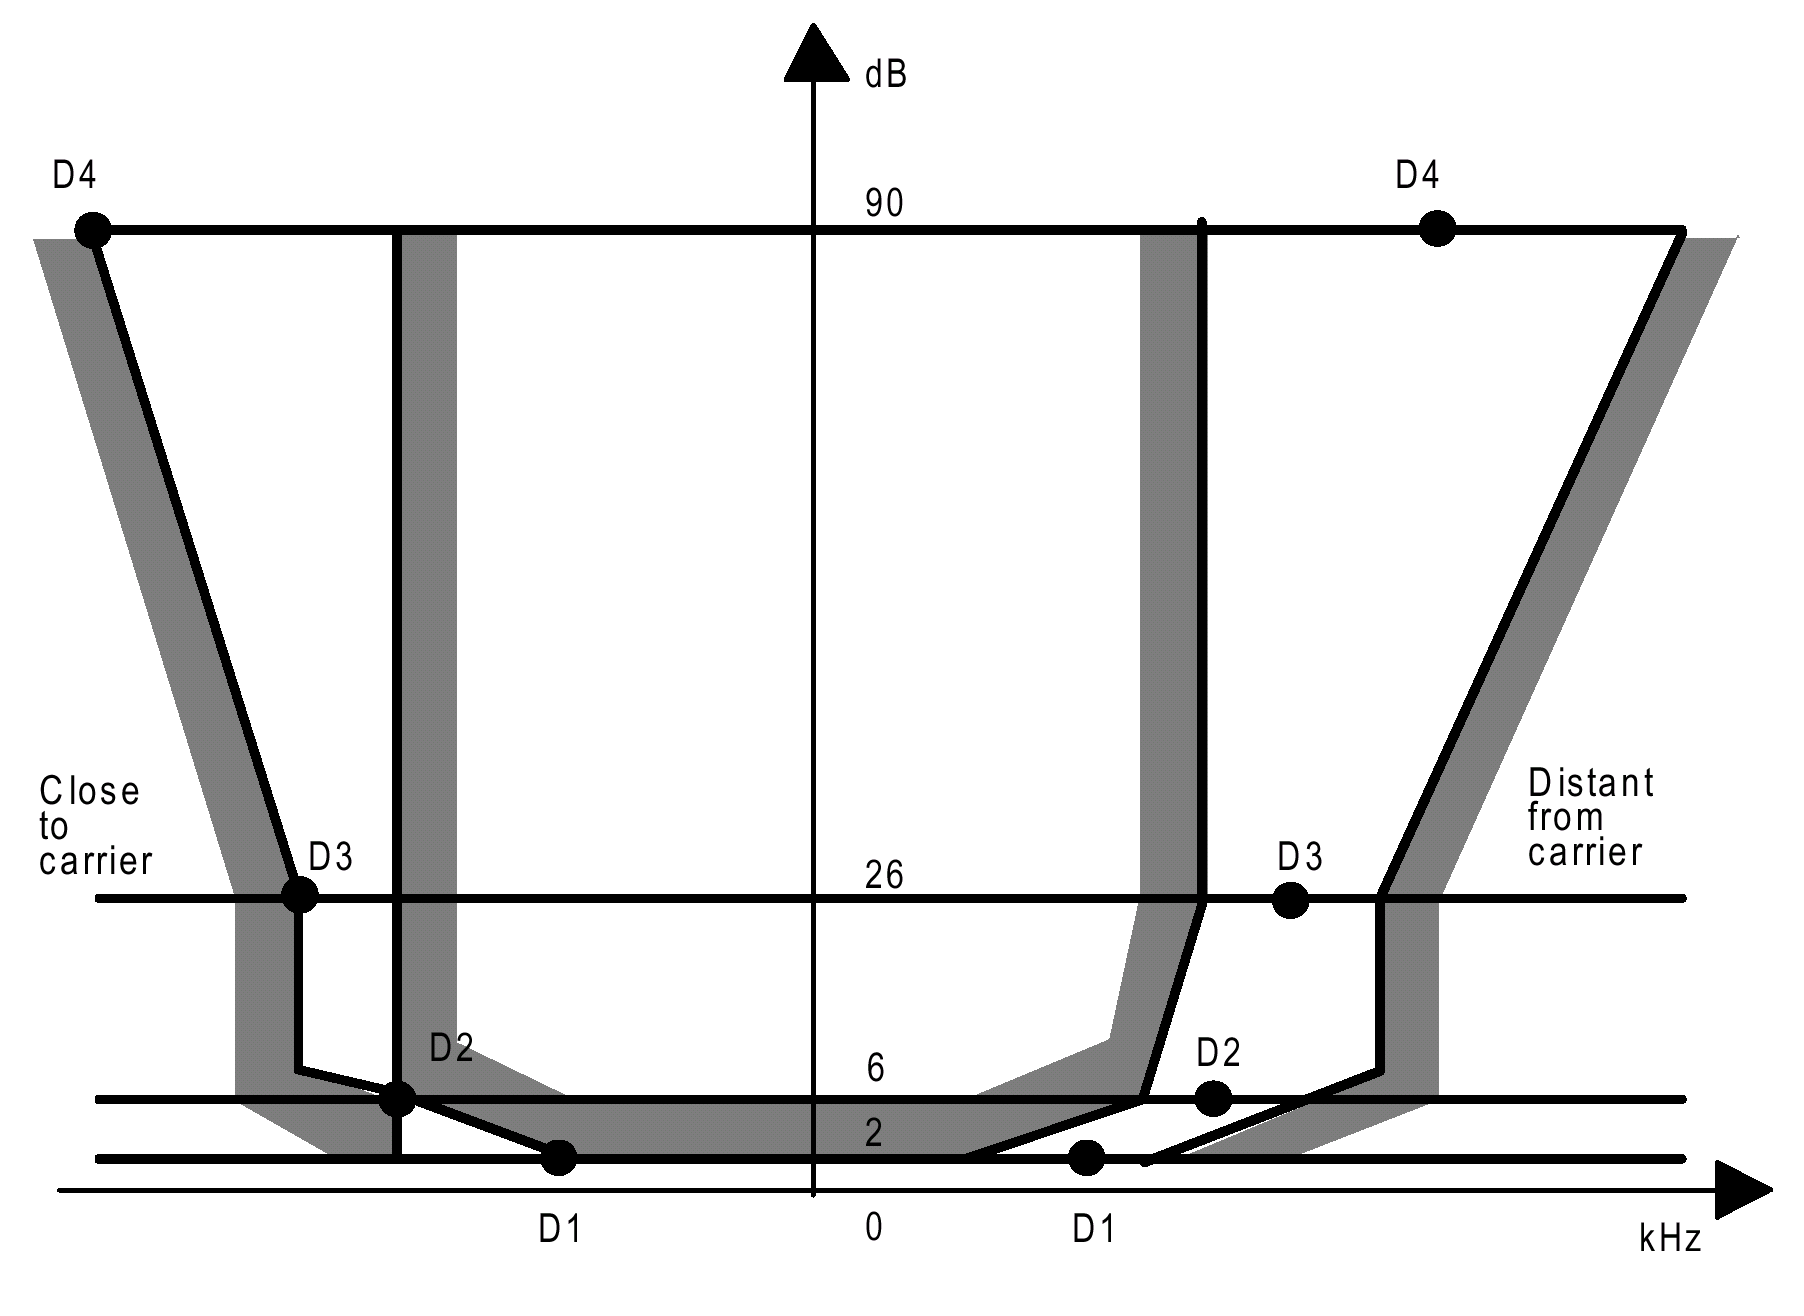 dB
D4
D4
90
Close
to
carrier
Distant
from
carrier
D3
26
D3
D2
6
D2
2
D1
0
D1
kHz